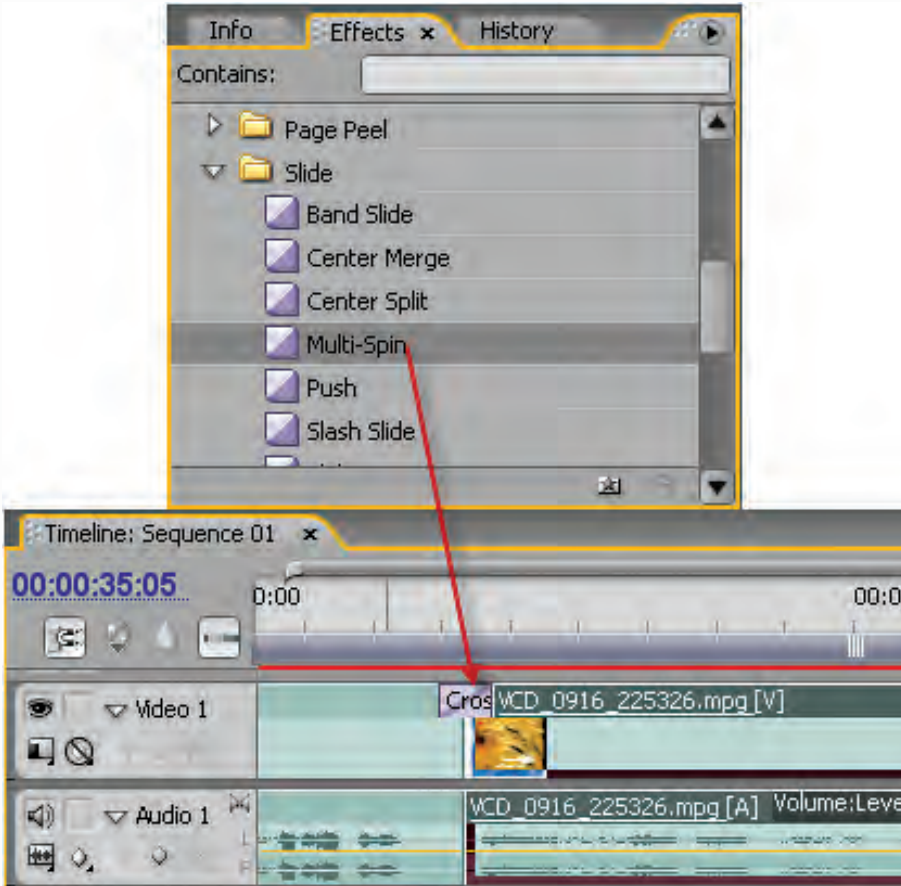 Info Effects × History
Contains:
Page Peel
Slide
Band Slide
Center Merge
Center Split
Multi-Spin
Push
Slash Slide
Timeline: Sequence 01 ×
00:00:35:05
0:00 00:0
Video 1
Cros VCD_0916_225326.mpg [V]
Audio 1
VCD_0916_225326.mpg [A] Volume:Leve
L
R